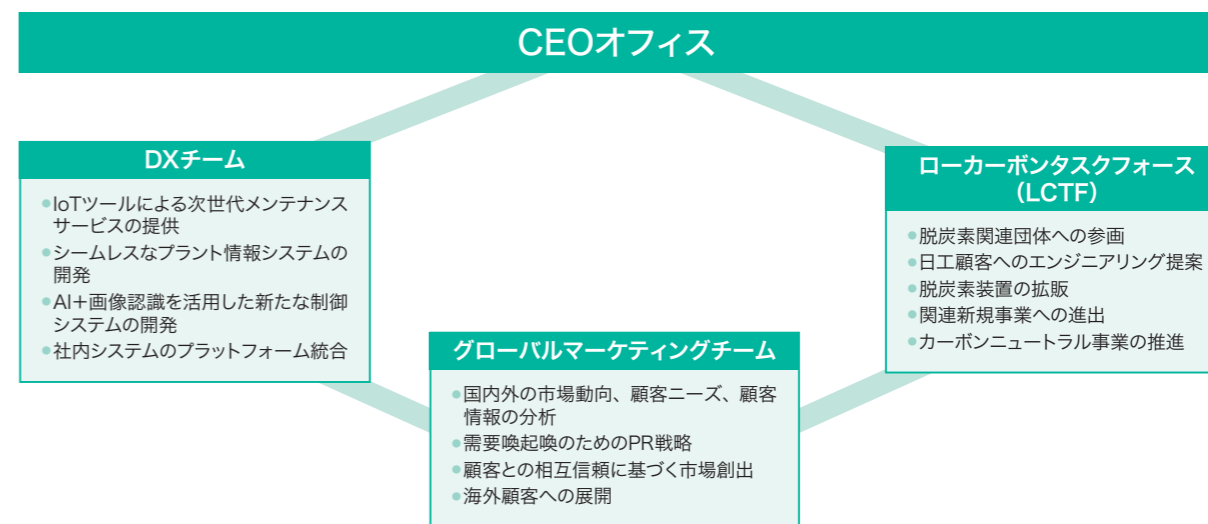 CEOオフィス
DXチーム
●IoTツールによる次世代メンテナンス
サービスの提供
●シームレスなプラント情報システムの
開発
●AI+画像認識を活用した新たな制御
システムの開発
●社内システムのプラットフォーム統合
グローバルマーケティングチーム
●国内外の市場動向、顧客ニーズ、顧客
情報の分析
●需要喚起喚のためのPR戦略
●顧客との相互信頼に基づく市場創出
●海外顧客への展開
ローカーボンタスクフォース
(LCTF)
●脱炭素関連団体への参画
●日工顧客へのエンジニアリング提案
●脱炭素装置の拡販
●関連新規事業への進出
●カーボンニュートラル事業の推進